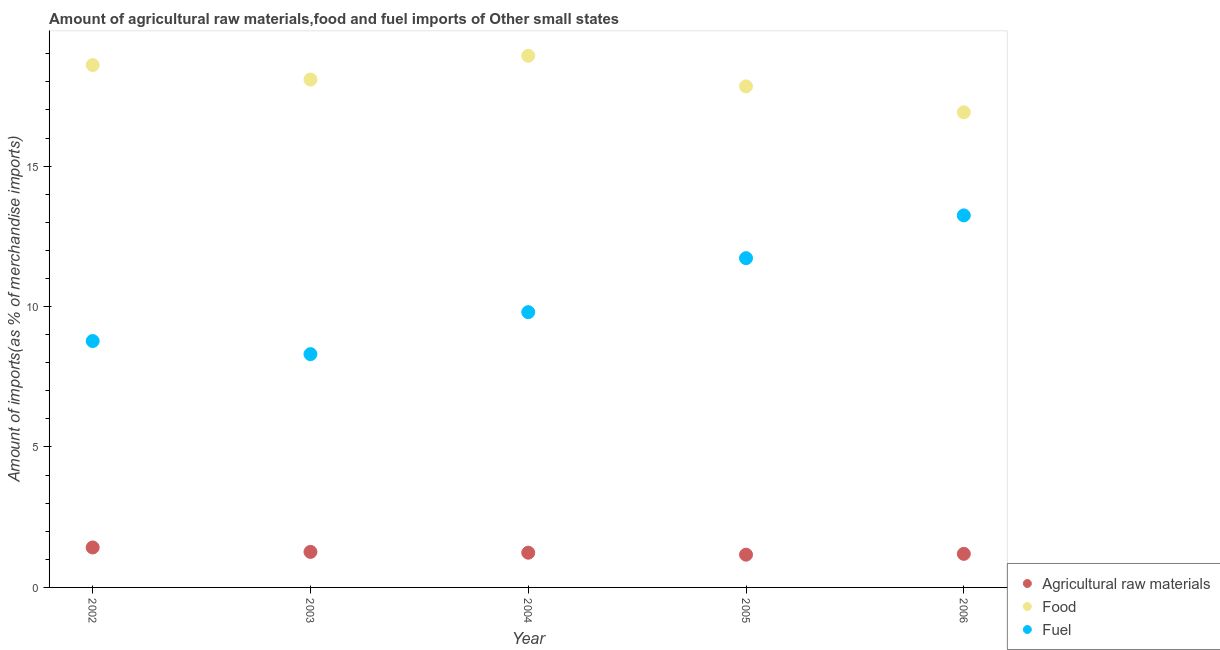 Amount of agricultural raw materials,food and fuel imports of Other small states
Amount of imports(as % of merchandise imports)
15
10
5
0
2002
2003
2004
2005
2006
Year
Agricultural raw materials
Food
Fuel